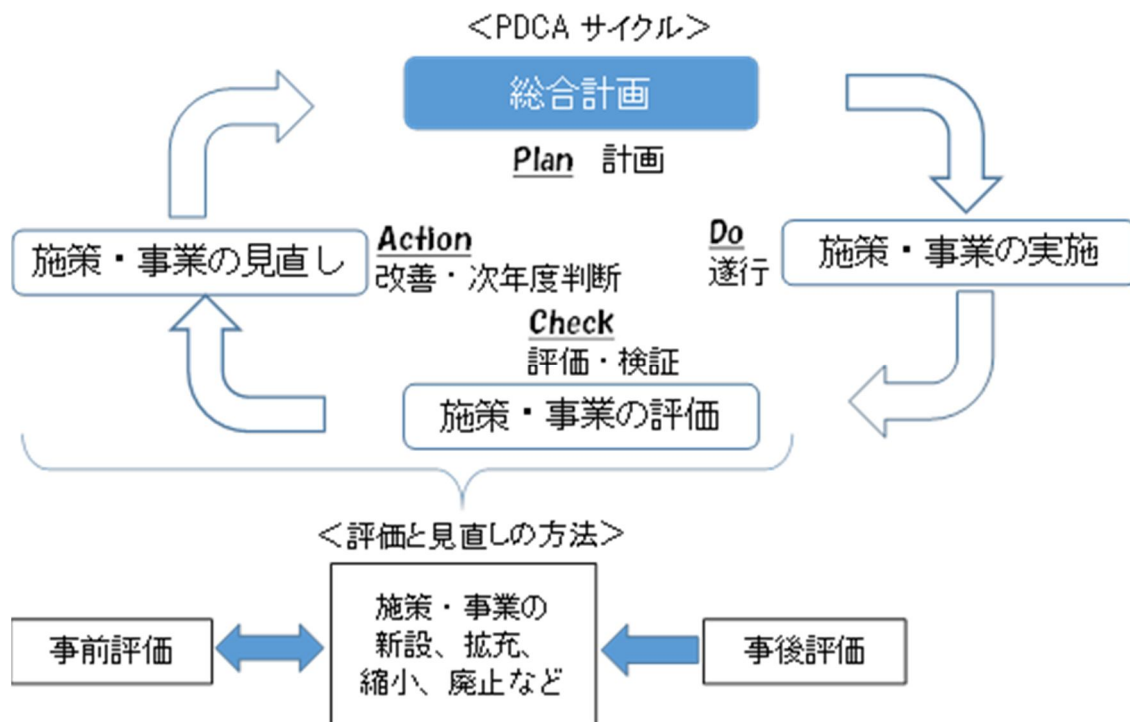 ＜PDCA サイクル＞
総合計画
Plan 計画
施策・事業の見直し
Action
改善・次年度判断
Do
遂行
施策・事業の実施
Check
評価・検証
施策・事業の評価
＜評価と見直しの方法＞
事前評価
施策・事業の
新設、拡充、
縮小、廃止など
事後評価